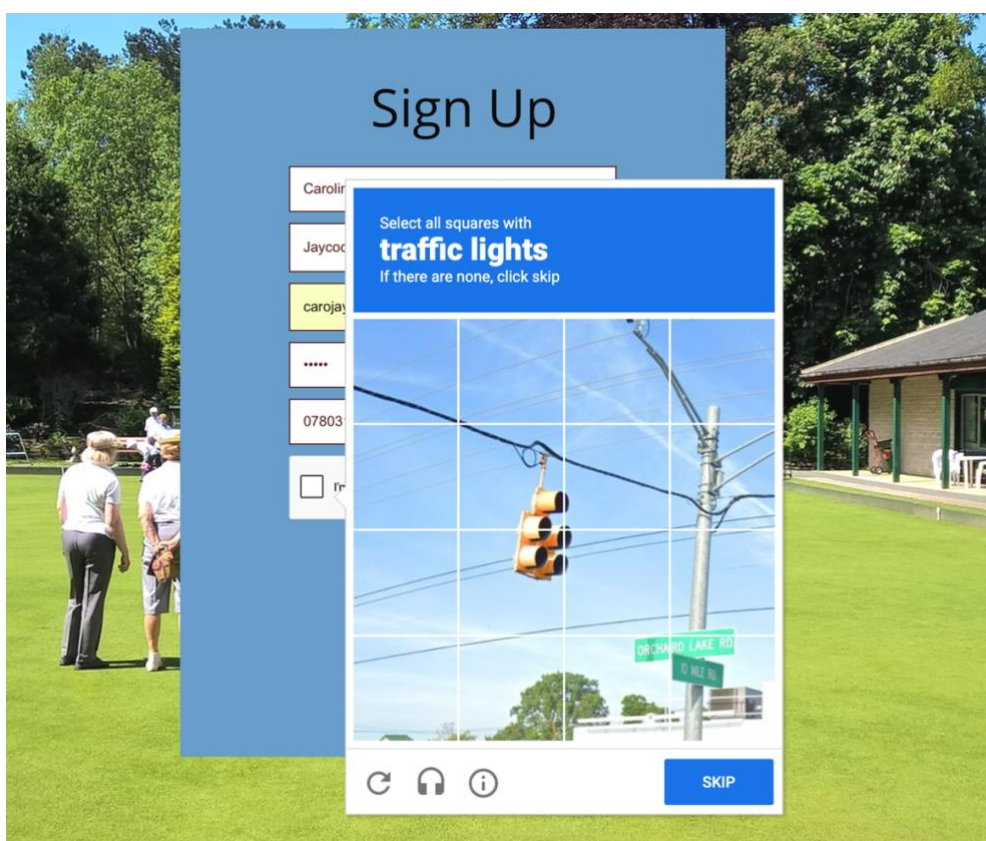 Sign Up
Carolin
Jaycoc
carojay
•••••
07803
I'm
Select all squares with
traffic lights
If there are none, click skip
ORCHARD LAKE RD
10 MILE RD.
SKIP